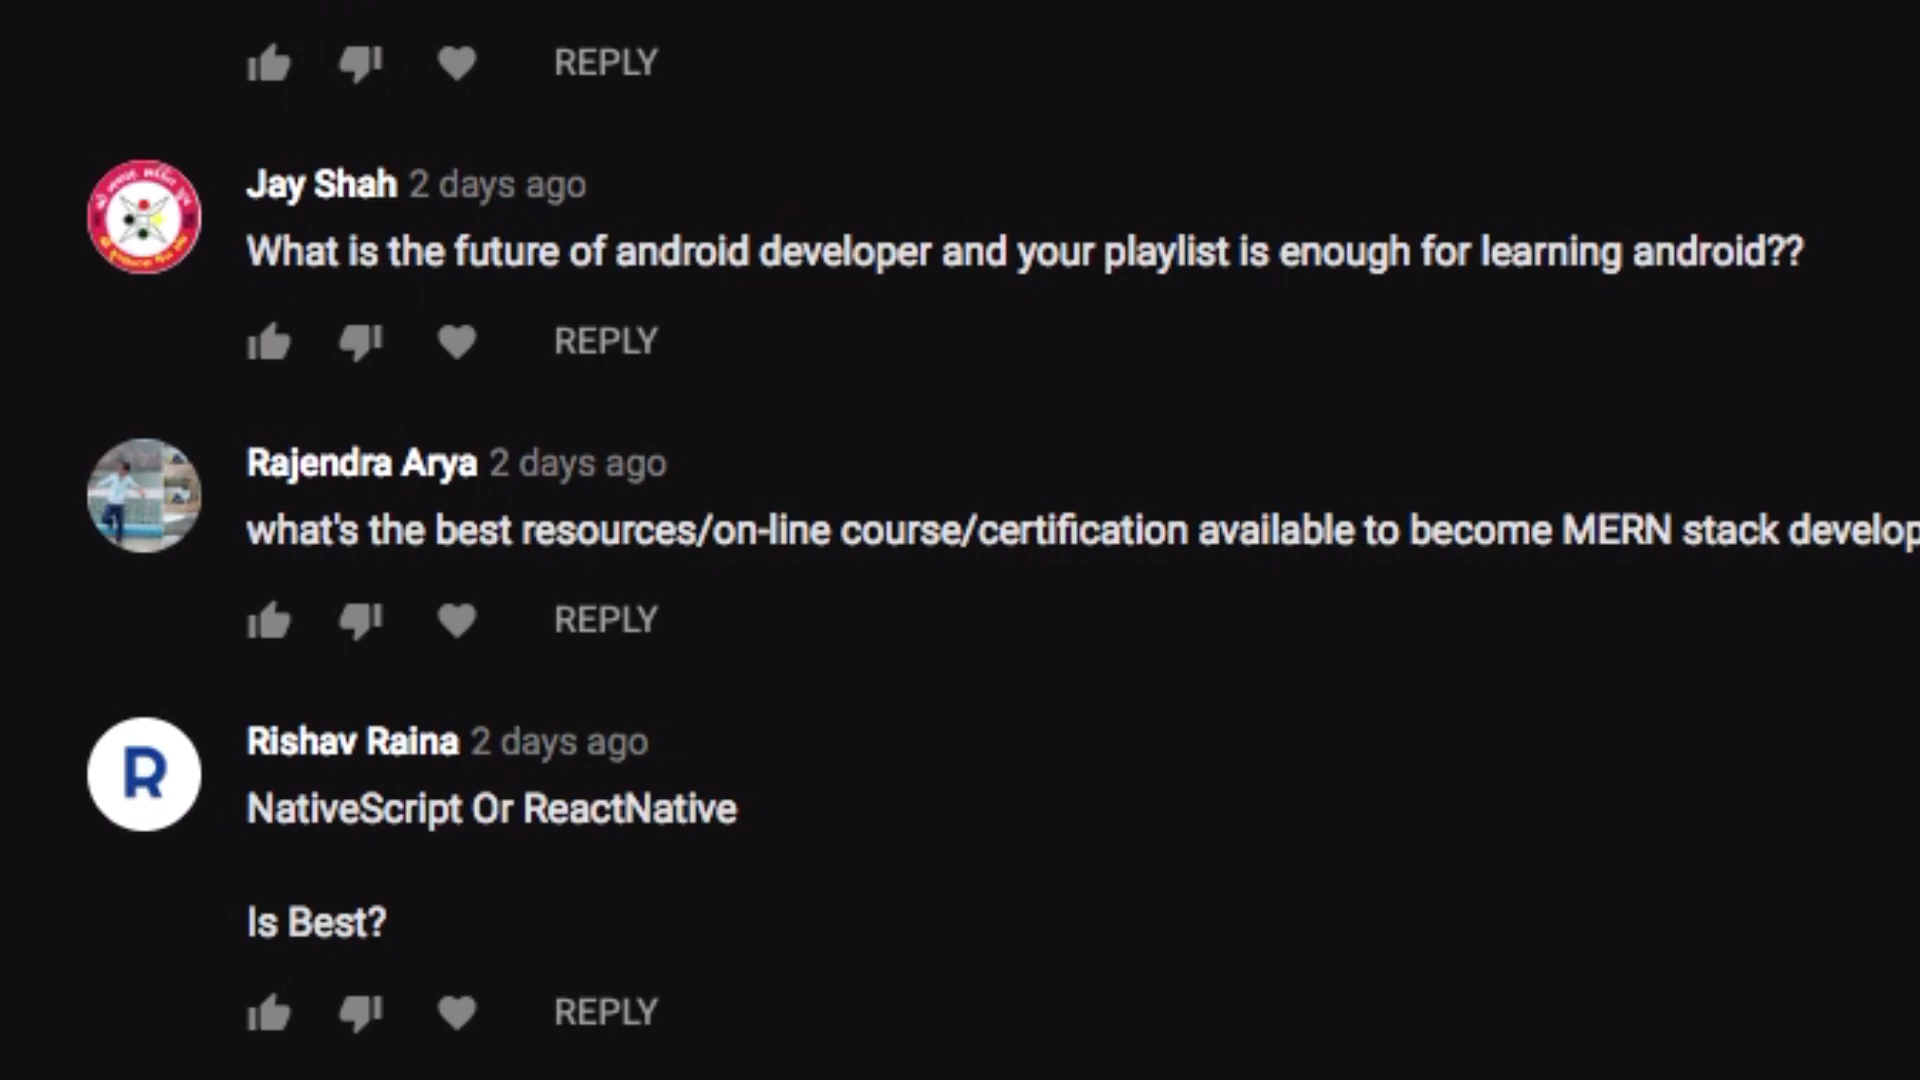 REPLY
Jay Shah 2 days ago
What is the future of android developer and your playlist is enough for learning android??
REPLY
Rajendra Arya 2 days ago
what's the best resources/on-line course/certification available to become MERN stack develop
REPLY
R
Rishav Raina 2 days ago
NativeScript Or ReactNative
Is Best?
REPLY